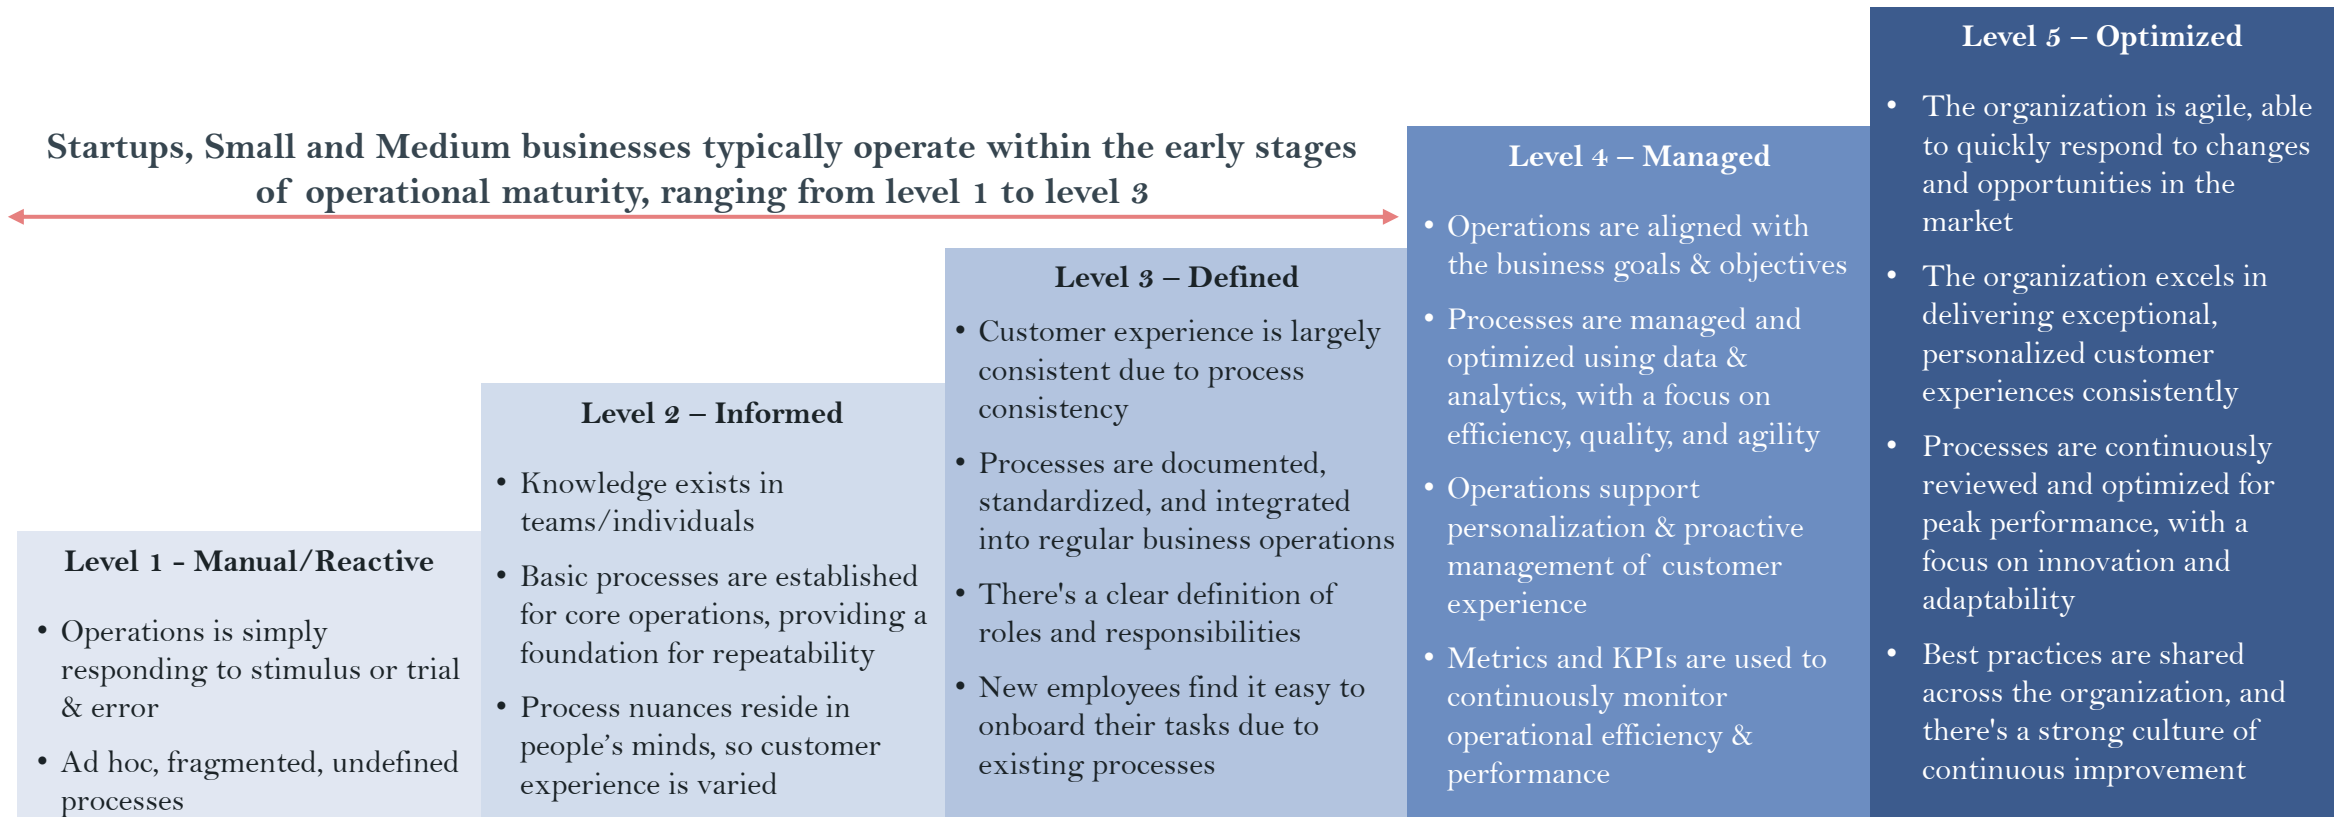 Startups, Small and Medium businesses typically operate within the early stages
of operational maturity, ranging from level 1 to level 3
Level 1 - Manual/Reactive
• Operations is simply
responding to stimulus or trial
& error
• Ad hoc, fragmented, undefined
processes
Level 2 – Informed
• Knowledge exists in
teams/individuals
• Basic processes are established
for core operations, providing a
foundation for repeatability
• Process nuances reside in
people’s minds, so customer
experience is varied
Level 3 – Defined
• Customer experience is largely
consistent due to process
consistency
• Processes are documented,
standardized, and integrated
into regular business operations
• There's a clear definition of
roles and responsibilities
• New employees find it easy to
onboard their tasks due to
existing processes
Level 4 – Managed
• Operations are aligned with
the business goals & objectives
• Processes are managed and
optimized using data &
analytics, with a focus on
efficiency, quality, and agility
• Operations support
personalization & proactive
management of customer
experience
• Metrics and KPIs are used to
continuously monitor
operational efficiency &
performance
Level 5 – Optimized
• The organization is agile, able
to quickly respond to changes
and opportunities in the
market
• The organization excels in
delivering exceptional,
personalized customer
experiences consistently
• Processes are continuously
reviewed and optimized for
peak performance, with a
focus on innovation and
adaptability
• Best practices are shared
across the organization, and
there's a strong culture of
continuous improvement